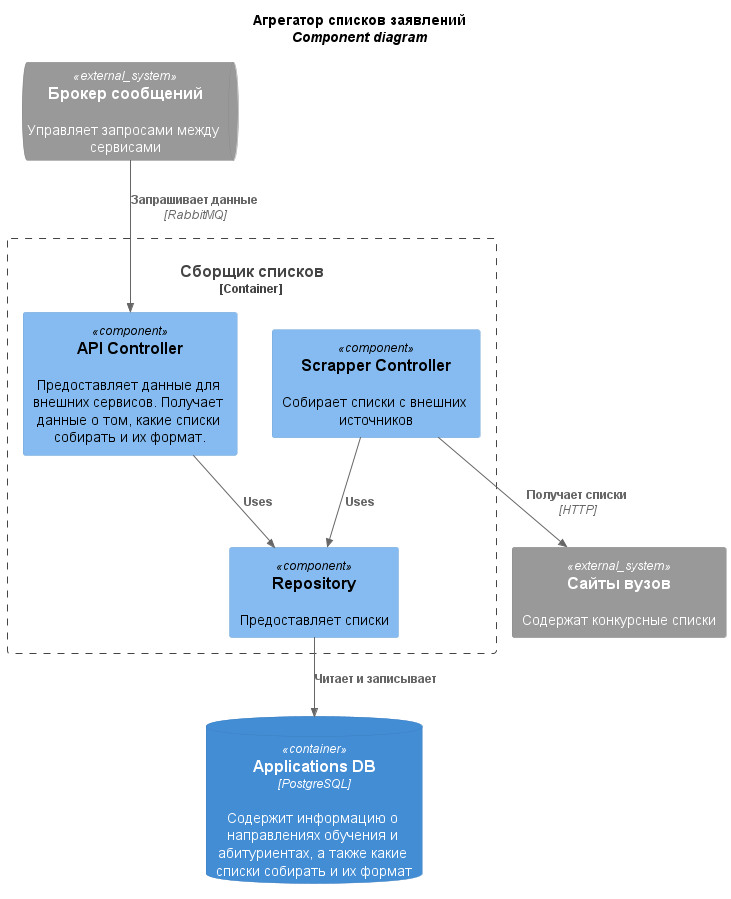 Агрегатор списков заявлений
Component diagram
«external_system»
Брокер сообщений
Управляет запросами между
сервисами
Запрашивает данные
[RabbitMQ]
Сборщик списков
[Container]
«component»
API Controller
Предоставляет данные для
внешних сервисов. Получает
данные о том, какие списки
собирать и их формат.
«component»
Scrapper Controller
Собирает списки с внешних
источников
Uses
Uses
Получает списки
[HTTP]
«component»
Repository
Предоставляет списки
«external_system»
Сайты вузов
Содержат конкурсные списки
Читает и записывает
«container»
Applications DB
[PostgreSQL]
Содержит информацию о
направлениях обучения и
абитуриентах, а также какие
списки собирать и их формат